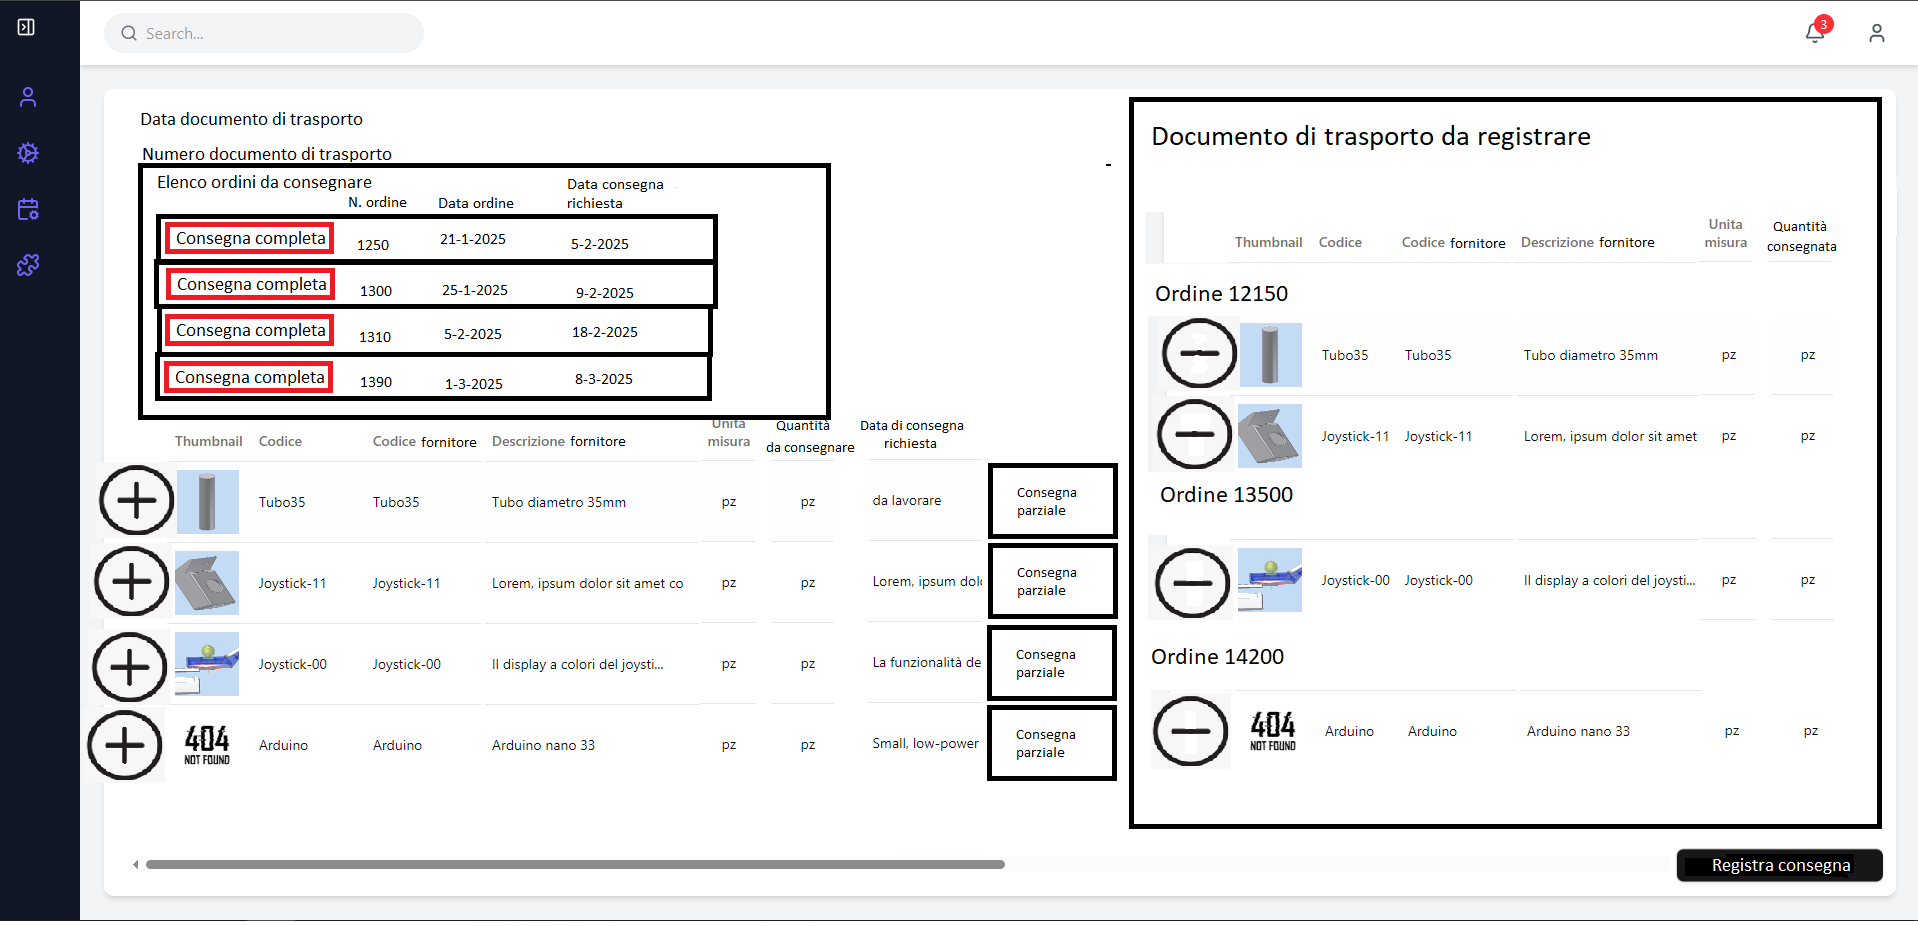 Search...
3
Data documento di trasporto
Numero documento di trasporto
Elenco ordini da consegnare
N. ordine Data ordine Data consegna richiesta
Consegna completa 1250 21-1-2025 5-2-2025
Consegna completa 1300 25-1-2025 9-2-2025
Consegna completa 1310 5-2-2025 18-2-2025
Consegna completa 1390 1-3-2025 8-3-2025
Thumbnail Codice Codice fornitore Descrizione fornitore Unita misura Quantità da consegnare Data di consegna richiesta
Tubo35 Tubo35 Tubo diametro 35mm pz pz da lavorare Consegna parziale
Joystick-11 Joystick-11 Lorem, ipsum dolor sit amet co pz pz Lorem, ipsum dol Consegna parziale
Joystick-00 Joystick-00 Il display a colori del joysti... pz pz La funzionalità de Consegna parziale
404 NOT FOUND Arduino Arduino Arduino nano 33 pz pz Small, low-power Consegna parziale
-
Documento di trasporto da registrare
Thumbnail Codice Codice fornitore Descrizione fornitore Unita misura Quantità consegnata
Ordine 12150
Tubo35 Tubo35 Tubo diametro 35mm pz pz
Joystick-11 Joystick-11 Lorem, ipsum dolor sit amet pz pz
Ordine 13500
Joystick-00 Joystick-00 Il display a colori del joysti... pz pz
Ordine 14200
404 NOT FOUND Arduino Arduino Arduino nano 33 pz pz
Registra consegna